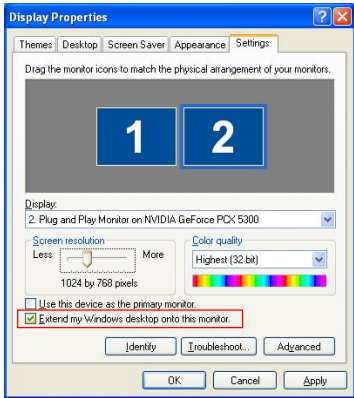 Display Properties
Themes Desktop Screen Saver Appearance Settings
Drag the monitor icons to match the physical arrangement of your monitors.
1 2
Display:
2. Plug and Play Monitor on NVIDIA GeForce PCX 5300
Screen resolution
Less More
1024 by 768 pixels
Color quality
Highest (32 bit)
Use this device as the primary monitor.
Extend my Windows desktop onto this monitor.
Identify Troubleshoot... Advanced
OK Cancel Apply